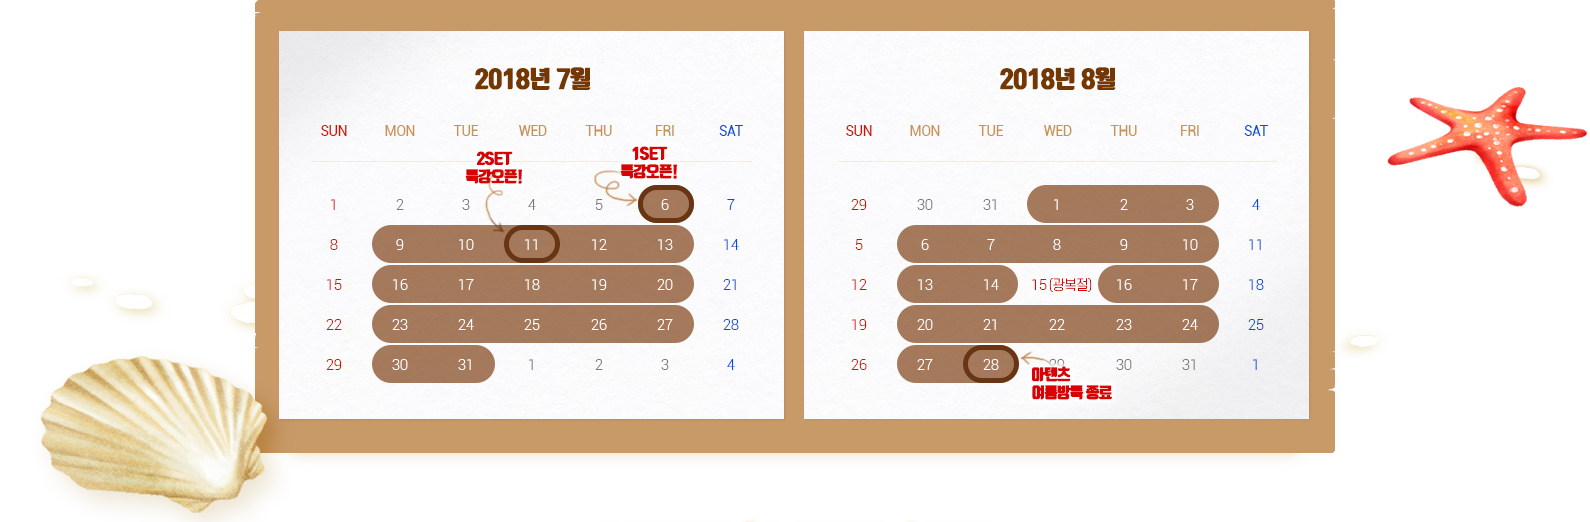 2018년 7월
SUN MON TUE WED THU FRI SAT
2SET
특강오픈!
1SET
특강오픈!
1 2 3 4 5 6 7
8 9 10 11 12 13 14
15 16 17 18 19 20 21
22 23 24 25 26 27 28
29 30 31 1 2 3 4
2018년 8월
SUN MON TUE WED THU FRI SAT
29 30 31 1 2 3 4
5 6 7 8 9 10 11
12 13 14 15 (광복절) 16 17 18
19 20 21 22 23 24 25
26 27 28 29 30 31 1
아텐츠
여름방특 종료